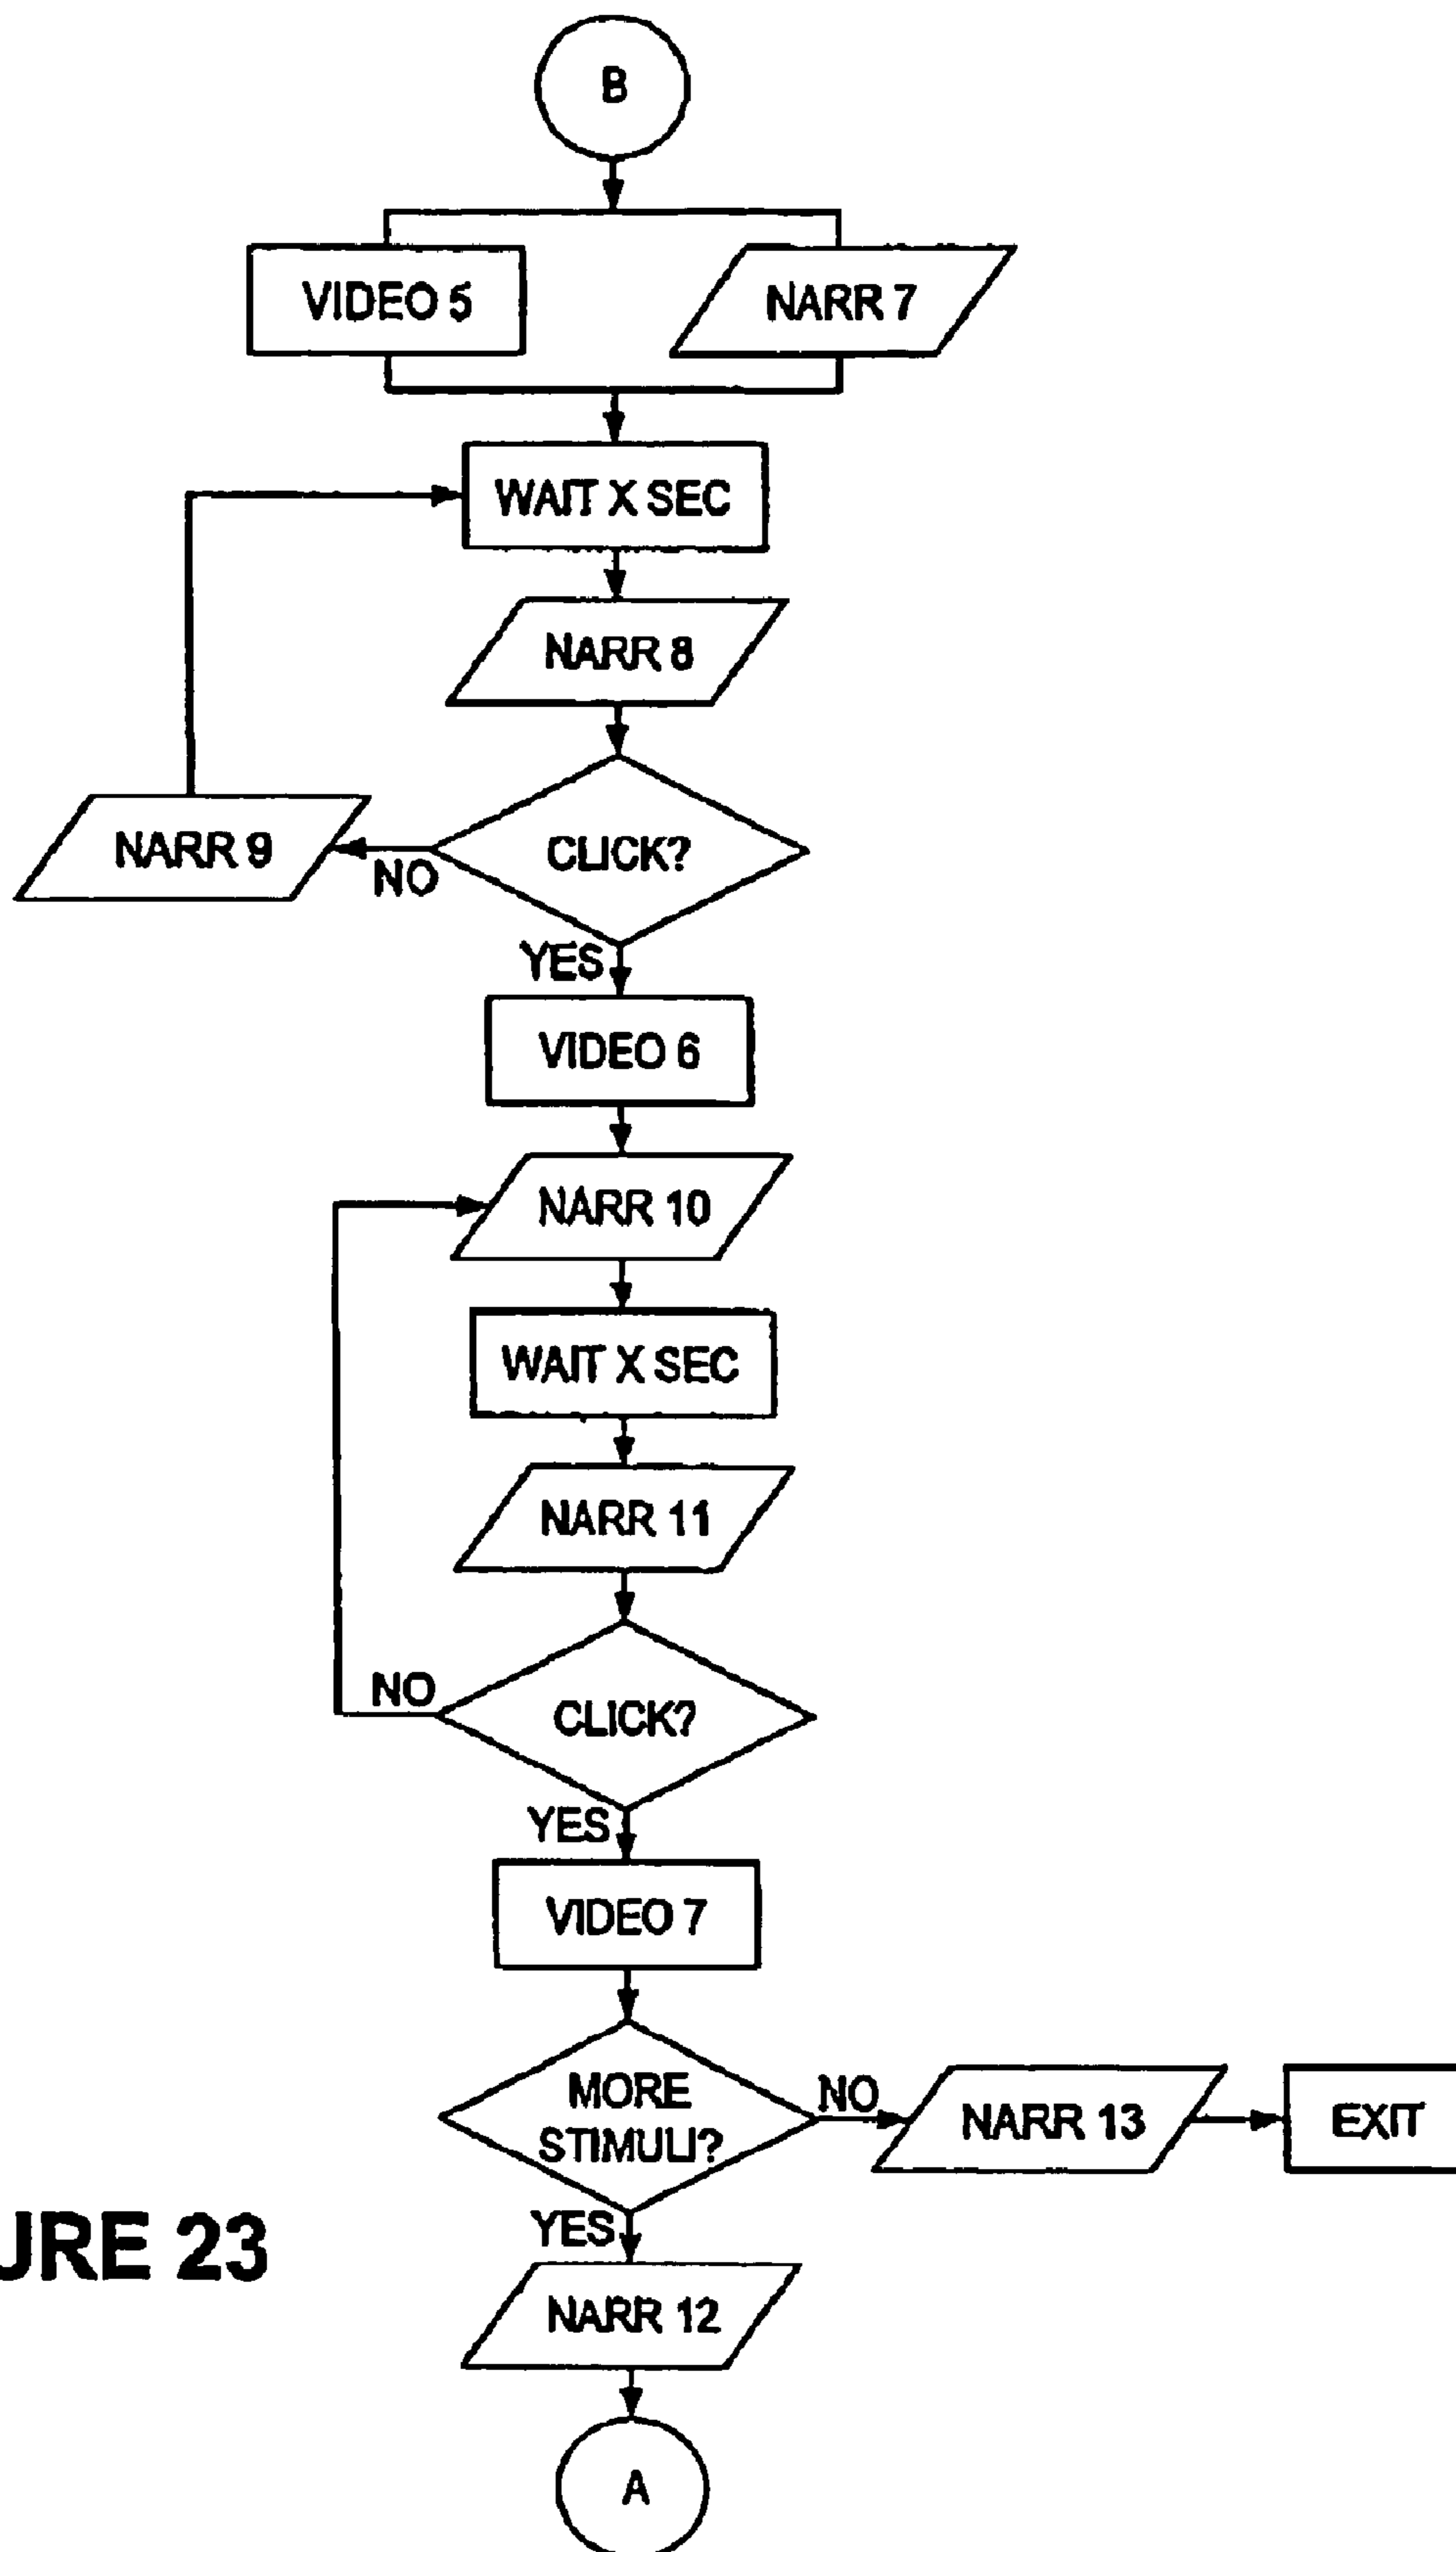 B
VIDEO 5
NARR 7
WAIT X SEC
NARR 8
CLICK?
NO
NARR 9
YES
VIDEO 6
NARR 10
WAIT X SEC
NARR 11
CLICK?
NO
YES
VIDEO 7
MORE
STIMULI?
NO
NARR 13
EXIT
YES
URE 23
NARR 12
A